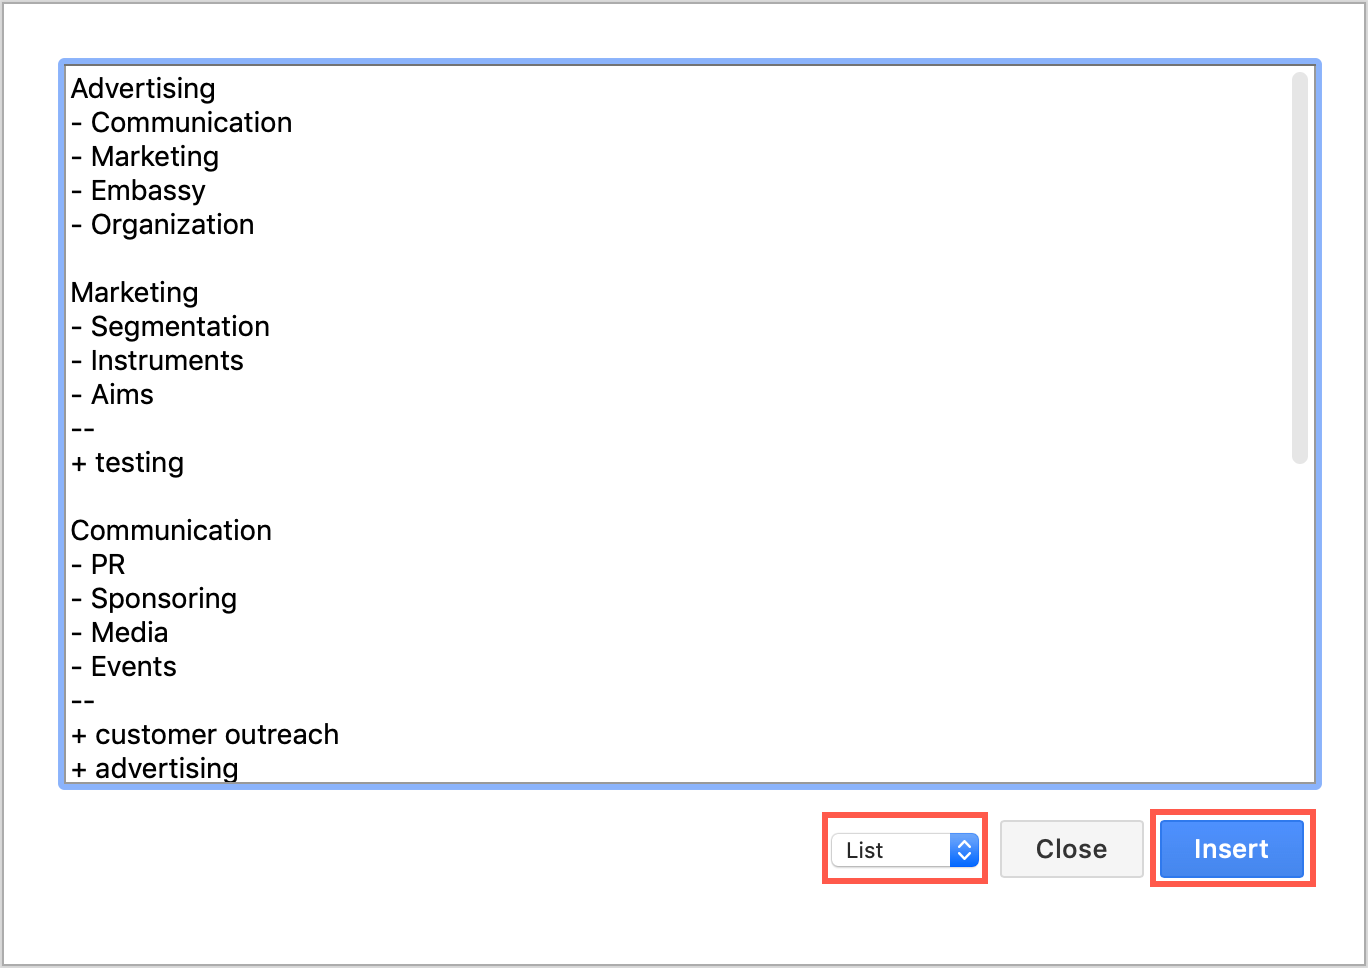 Advertising
- Communication
- Marketing
- Embassy
- Organization
Marketing
- Segmentation
- Instruments
- Aims
--
+ testing
Communication
- PR
- Sponsoring
- Media
- Events
--
+ customer outreach
+ advertising
List
Close
Insert